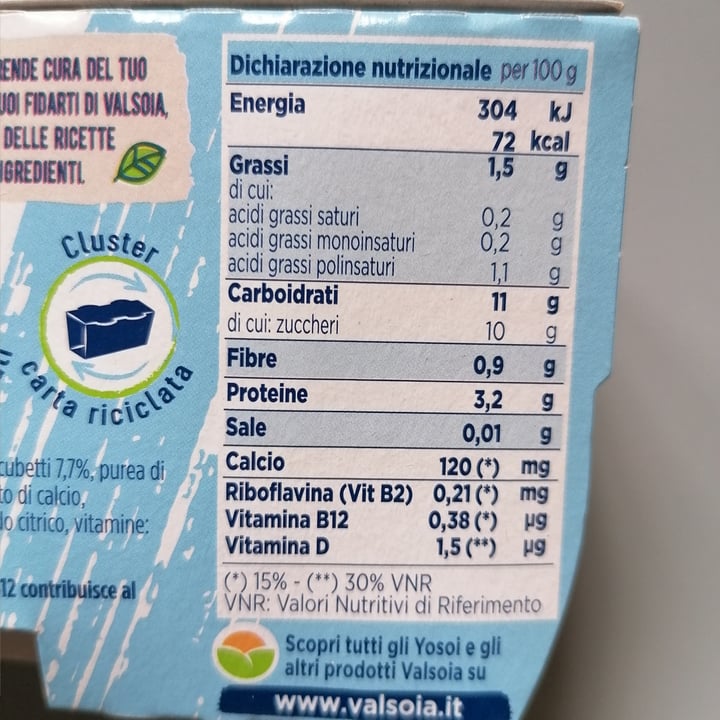 CURA DEL TUO
FIDARTI DI VALSOIA,
DELLE RICETTE
Cluster
carta riciclata
cubetti 7,7%, purea di
di calcio,
citrico, vitamine:
12 contribuisce al
Dichiarazione nutrizionale per 100 g
Energia 304 kJ
72 kcal
Grassi 1,5 g
di cui:
acidi grassi saturi 0,2 g
acidi grassi monoinsaturi 0,2 g
acidi grassi polinsaturi 1,1 g
Carboidrati 11 g
di cui: zuccheri 10 g
Fibre 0,9 g
Proteine 3,2 g
Sale 0,01 g
Calcio 120 (*) mg
Riboflavina (Vit B2) 0,21 (*) mg
Vitamina B12 0,38 (*) µg
Vitamina D 1,5 (**) µg
(*) 15% - (**) 30% VNR
VNR: Valori Nutritivi di Riferimento
Scopri tutti gli Yosoi e gli
altri prodotti Valsoia su
www.valsoia.it